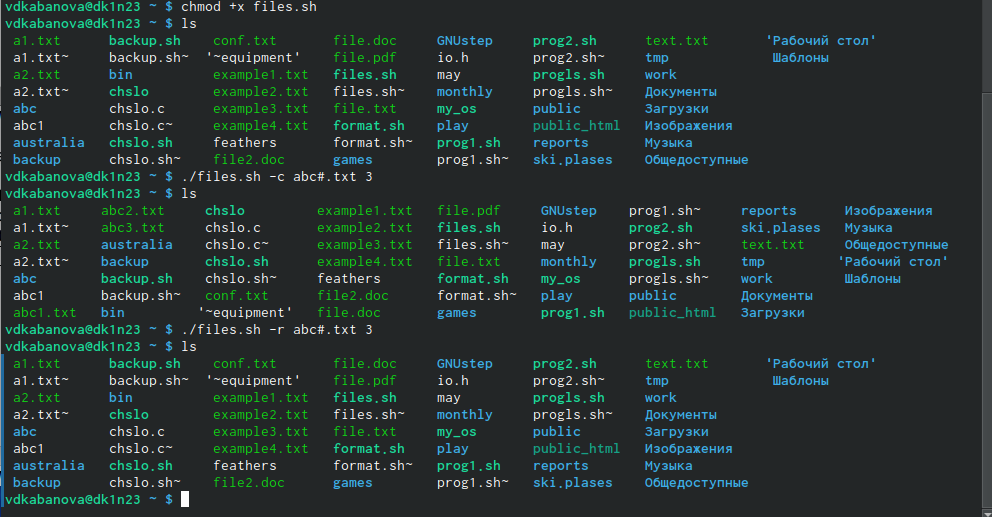 vdkabanova@dk1n23 ~ $ chmod +x files.sh
vdkabanova@dk1n23 ~ $ ls
a1.txt backup.sh conf.txt file.doc GNUstep prog2.sh text.txt 'Рабочий стол'
a1.txt~ backup.sh~ '~equipment' file.pdf io.h prog2.sh~ tmp Шаблоны
a2.txt bin example1.txt files.sh may progls.sh work
a2.txt~ chslo example2.txt files.sh~ monthly progls.sh~ Документы
abc chslo.c example3.txt file.txt my_os public Загрузки
abc1 chslo.c~ example4.txt format.sh play public_html Изображения
australia chslo.sh feathers format.sh~ prog1.sh reports Музыка
backup chslo.sh~ file2.doc games prog1.sh~ ski.plases Общедоступные
vdkabanova@dk1n23 ~ $ ./files.sh -c abc#.txt 3
vdkabanova@dk1n23 ~ $ ls
a1.txt abc2.txt chslo example1.txt file.pdf GNUstep prog1.sh~ reports Изображения
a1.txt~ abc3.txt chslo.c example2.txt files.sh io.h prog2.sh ski.plases Музыка
a2.txt australia chslo.c~ example3.txt files.sh~ may prog2.sh~ text.txt Общедоступные
a2.txt~ backup chslo.sh example4.txt file.txt monthly progls.sh tmp 'Рабочий стол'
abc backup.sh chslo.sh~ feathers format.sh my_os progls.sh~ work Шаблоны
abc1 backup.sh~ conf.txt file2.doc format.sh~ play public Документы
abc1.txt bin '~equipment' file.doc games prog1.sh public_html Загрузки
vdkabanova@dk1n23 ~ $ ./files.sh -r abc#.txt 3
vdkabanova@dk1n23 ~ $ ls
a1.txt backup.sh conf.txt file.doc GNUstep prog2.sh text.txt 'Рабочий стол'
a1.txt~ backup.sh~ '~equipment' file.pdf io.h prog2.sh~ tmp Шаблоны
a2.txt bin example1.txt files.sh may progls.sh work
a2.txt~ chslo example2.txt files.sh~ monthly progls.sh~ Документы
abc chslo.c example3.txt file.txt my_os public Загрузки
abc1 chslo.c~ example4.txt format.sh play public_html Изображения
australia chslo.sh feathers format.sh~ prog1.sh reports Музыка
backup chslo.sh~ file2.doc games prog1.sh~ ski.plases Общедоступные
vdkabanova@dk1n23 ~ $